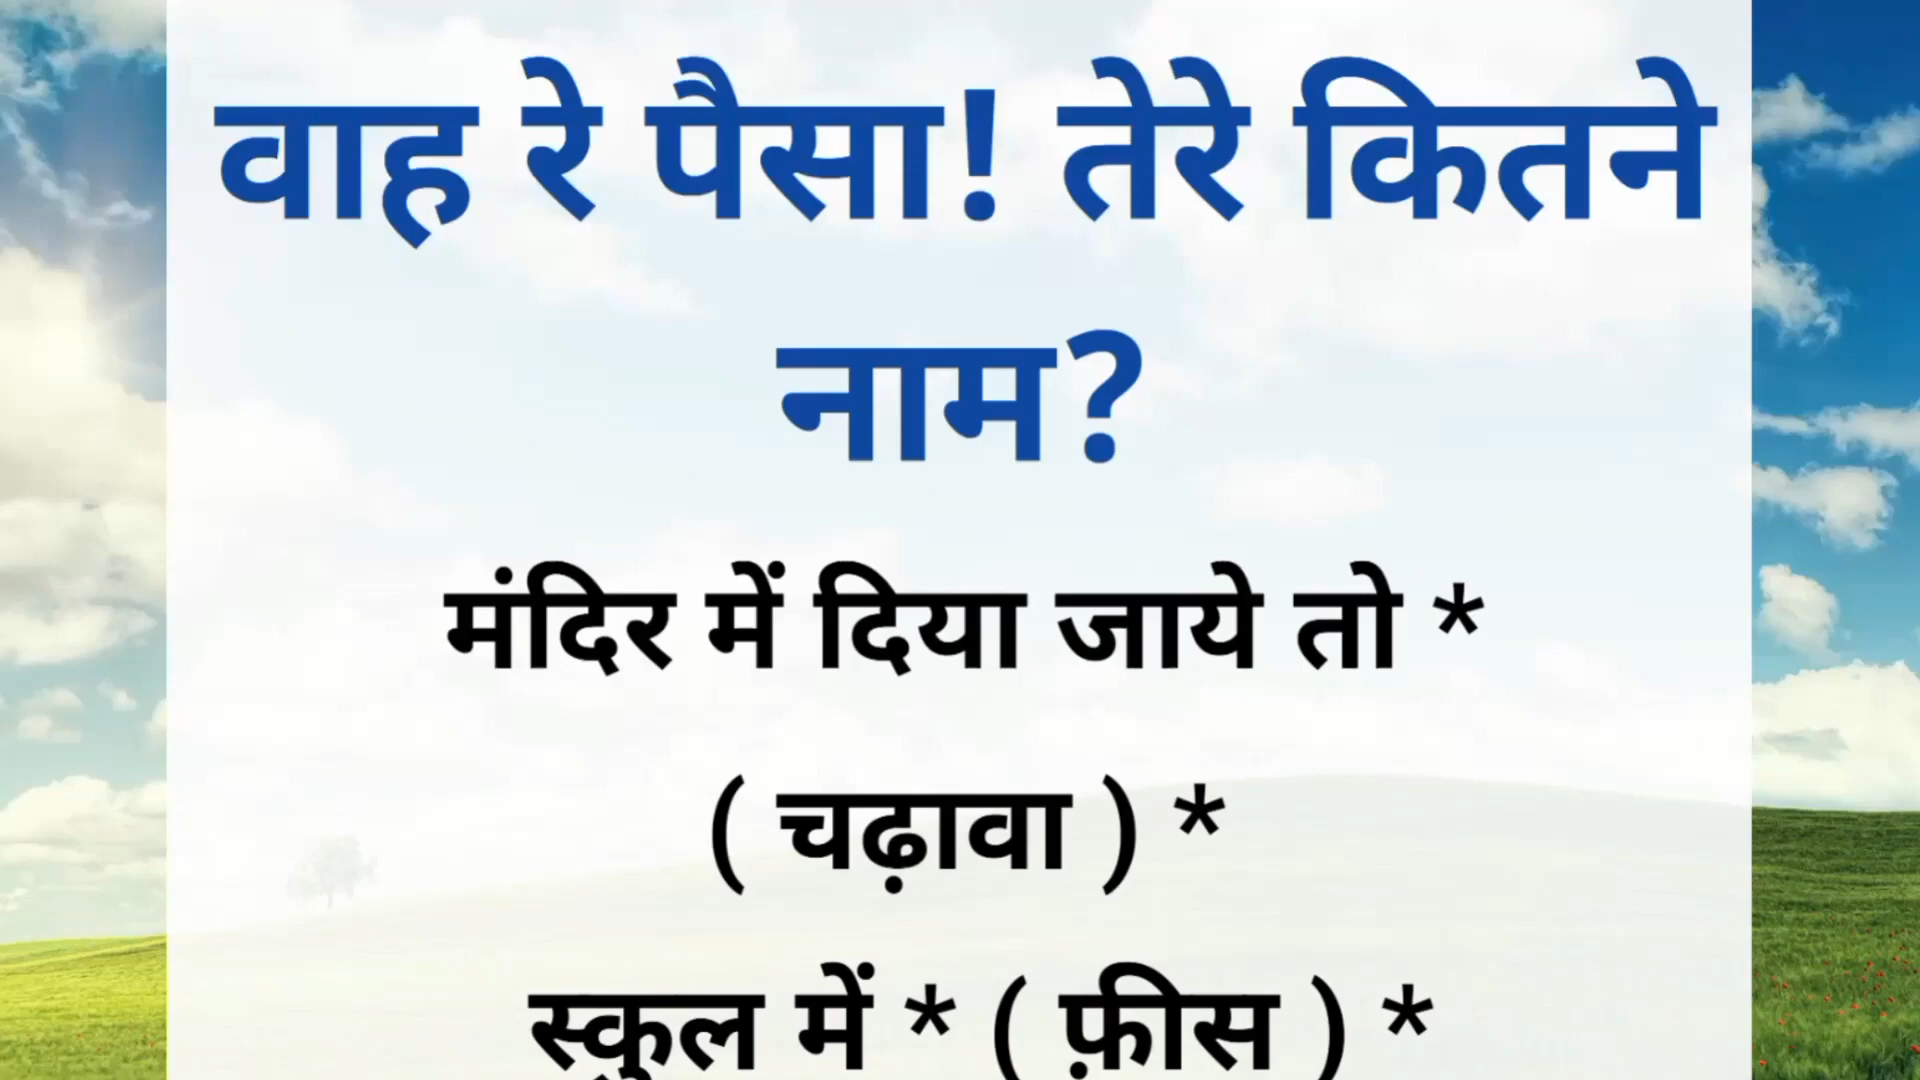 वाह रे पैसा! तेरे कितने
नाम?
मंदिर में दिया जाये तो *
( चढ़ावा ) *
स्कुल में * ( फ़ीस ) *